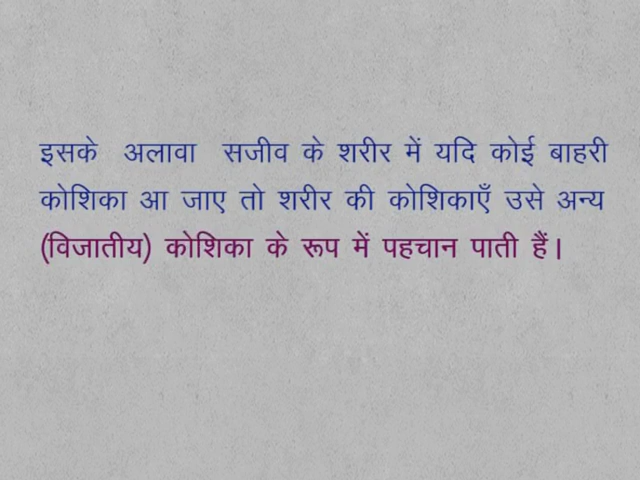 इसके अलावा सजीव के शरीर में यदि कोई बाहरी
कोशिका आ जाए तो शरीर की कोशिकाएँ उसे अन्य
(विजातीय) कोशिका के रूप में पहचान पाती हैं।